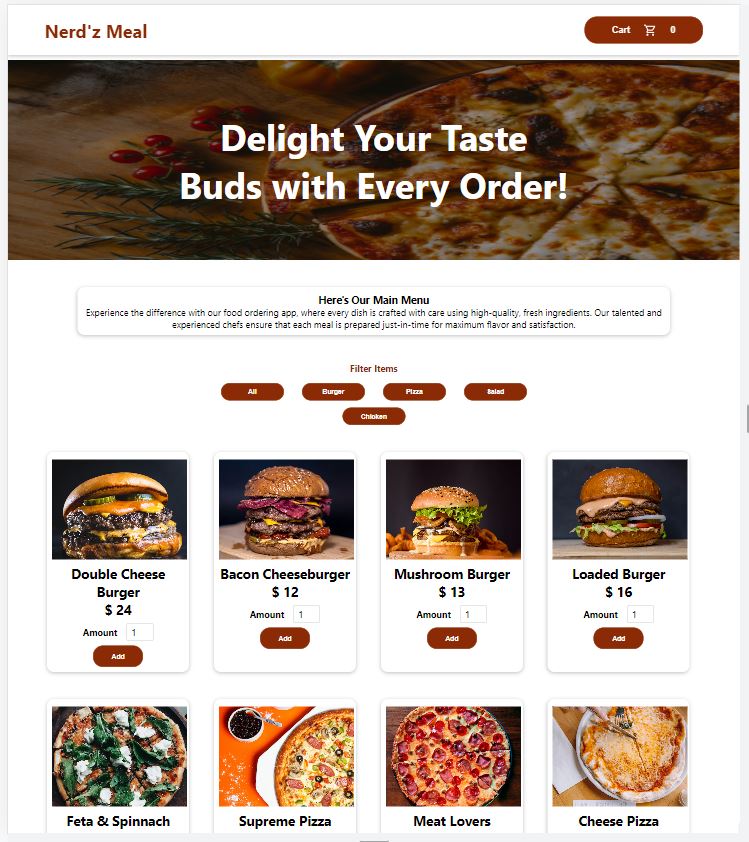 Nerd'z Meal
Cart 0
Delight Your Taste
Buds with Every Order!
Here's Our Main Menu
Experience the difference with our food ordering app, where every dish is crafted with care using high-quality, fresh ingredients. Our talented and
experienced chefs ensure that each meal is prepared just-in-time for maximum flavor and satisfaction.
Filter Items
All Burger Pizza Salad
Chicken
Double Cheese
Burger
$ 24
Amount 1
Add
Bacon Cheeseburger
$ 12
Amount 1
Add
Mushroom Burger
$ 13
Amount 1
Add
Loaded Burger
$ 16
Amount 1
Add
Feta & Spinnach
Supreme Pizza
Meat Lovers
Cheese Pizza